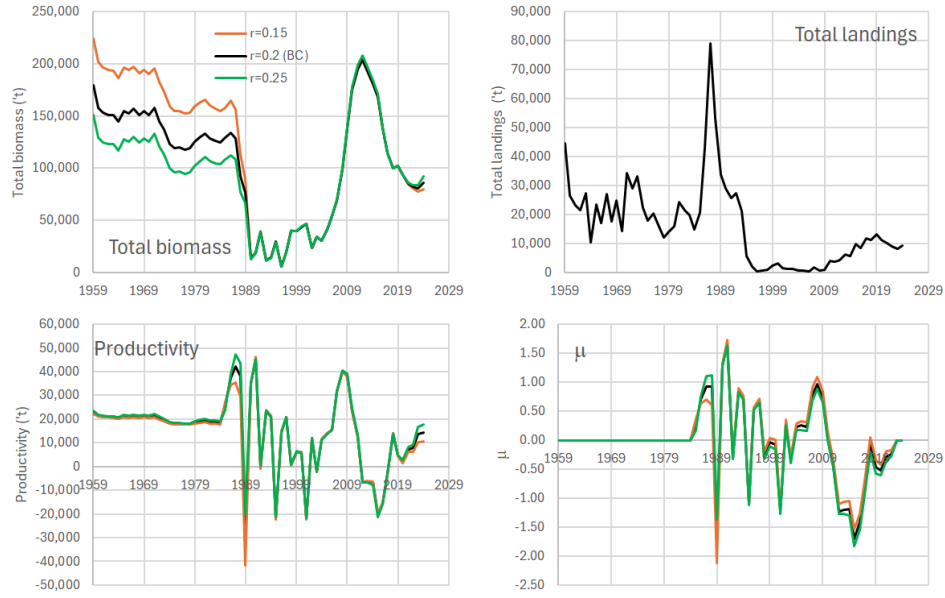 250,000
200,000
150,000
100,000
50,000
0
Total biomass ('t)
r=0.15
r=0.2 (BC)
r=0.25
Total biomass
1959 1969 1979 1989 1999 2009 2019 2029
90,000
80,000
70,000
60,000
50,000
40,000
30,000
20,000
10,000
0
Total landings ('t)
Total landings
1959 1969 1979 1989 1999 2009 2019 2029
60,000
50,000
40,000
30,000
20,000
10,000
0
-10,000
-20,000
-30,000
-40,000
-50,000
Productivity ('t)
Productivity
1959 1969 1979 1989 1999 2009 2019 2029
2.00
1.50
1.00
0.50
0.00
-0.50
-1.00
-1.50
-2.00
-2.50
μ
μ
1959 1969 1979 1989 1999 2009 2019 2029